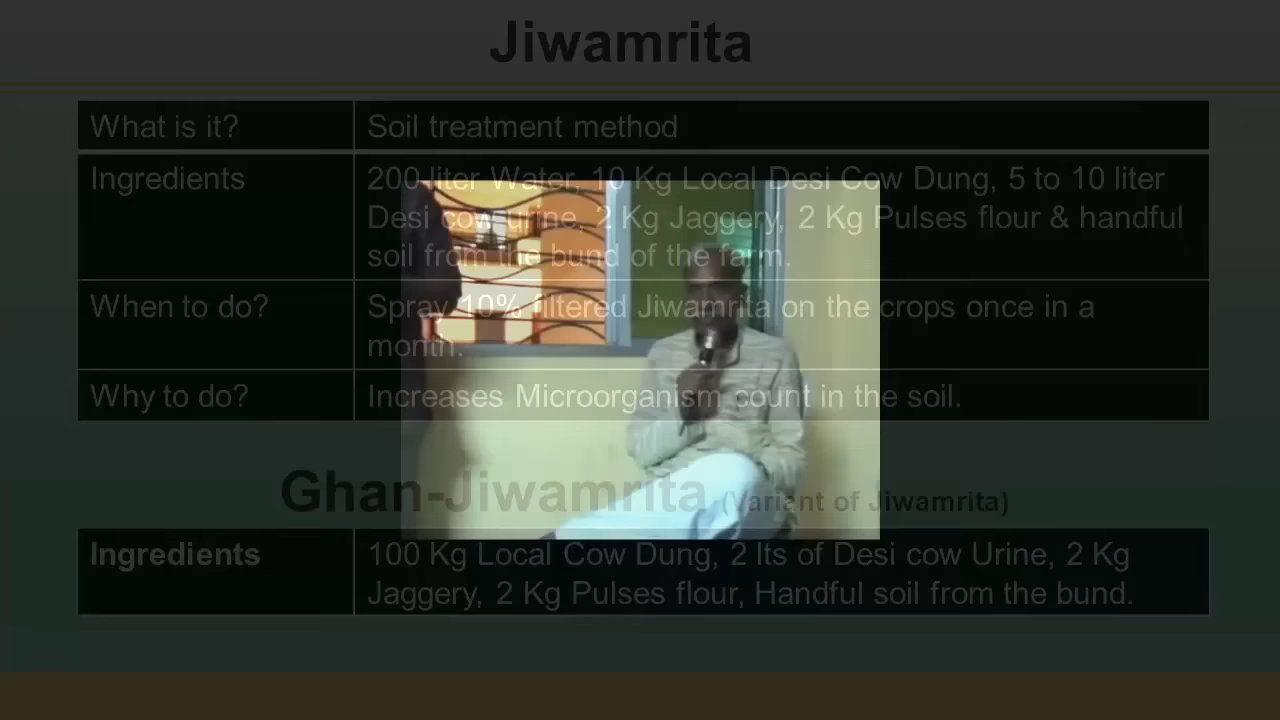 Jiwamrita
What is it? Soil treatment method
Ingredients 200 liter Water, 10 Kg Local Desi Cow Dung, 5 to 10 liter
Desi cow urine, 2 Kg Jaggery, 2 Kg Pulses flour & handful
soil from the bund of the farm.
When to do? Spray 10% filtered Jiwamrita on the crops once in a
month.
Why to do? Increases Microorganism count in the soil.
Ghan-Jiwamrita (Variant of Jiwamrita)
Ingredients 100 Kg Local Cow Dung, 2 lts of Desi cow Urine, 2 Kg
Jaggery, 2 Kg Pulses flour, Handful soil from the bund.